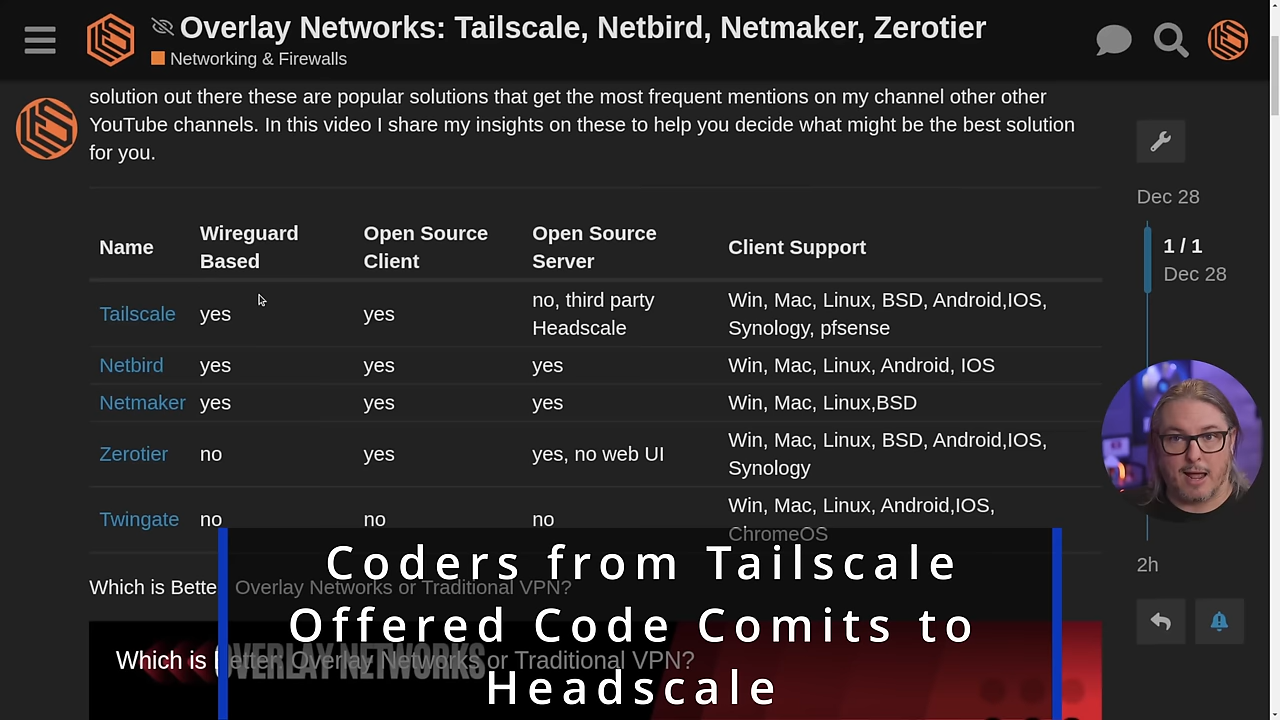 Overlay Networks: Tailscale, Netbird, Netmaker, Zerotier
Networking & Firewalls
solution out there these are popular solutions that get the most frequent mentions on my channel other other
YouTube channels. In this video I share my insights on these to help you decide what might be the best solution
for you.
Dec 28
1 / 1
Dec 28
Name Wireguard Based Open Source Client Open Source Server Client Support
Tailscale yes yes no, third party Headscale Win, Mac, Linux, BSD, Android,IOS, Synology, pfsense
Netbird yes yes yes Win, Mac, Linux, Android, IOS
Netmaker yes yes yes Win, Mac, Linux,BSD
Zerotier no yes yes, no web UI Win, Mac, Linux, BSD, Android,IOS, Synology
Twingate no no no Win, Mac, Linux, Android,IOS, ChromeOS
2h
Which is Bette Overlay Networks or Traditional VPN?
Which is Better: Overlay Networks or Traditional VPN?
OVERLAY NETWORKS
Coders from Tailscale
Offered Code Comits to
Headscale